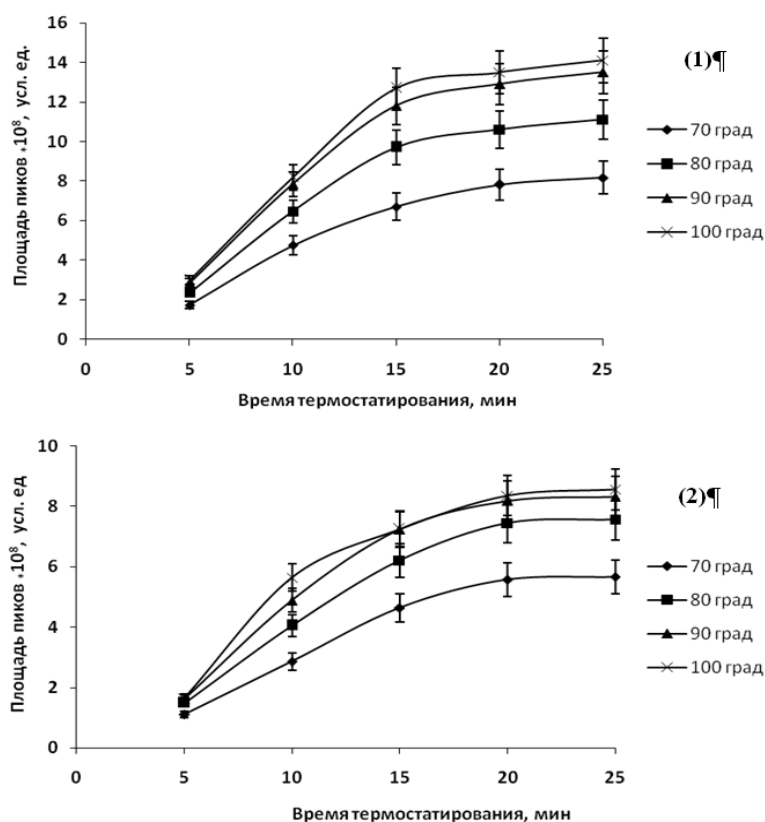 16
14
12
10
8
6
4
2
0
Площадь пиков *10⁸, усл. ед.
0 5 10 15 20 25
Время термостатирования, мин
(1)¶
70 град
80 град
90 град
100 град
10
8
6
4
2
0
Площадь пиков *10⁸, усл. ед
0 5 10 15 20 25
Время термостатирования, мин
(2)¶
70 град
80 град
90 град
100 град